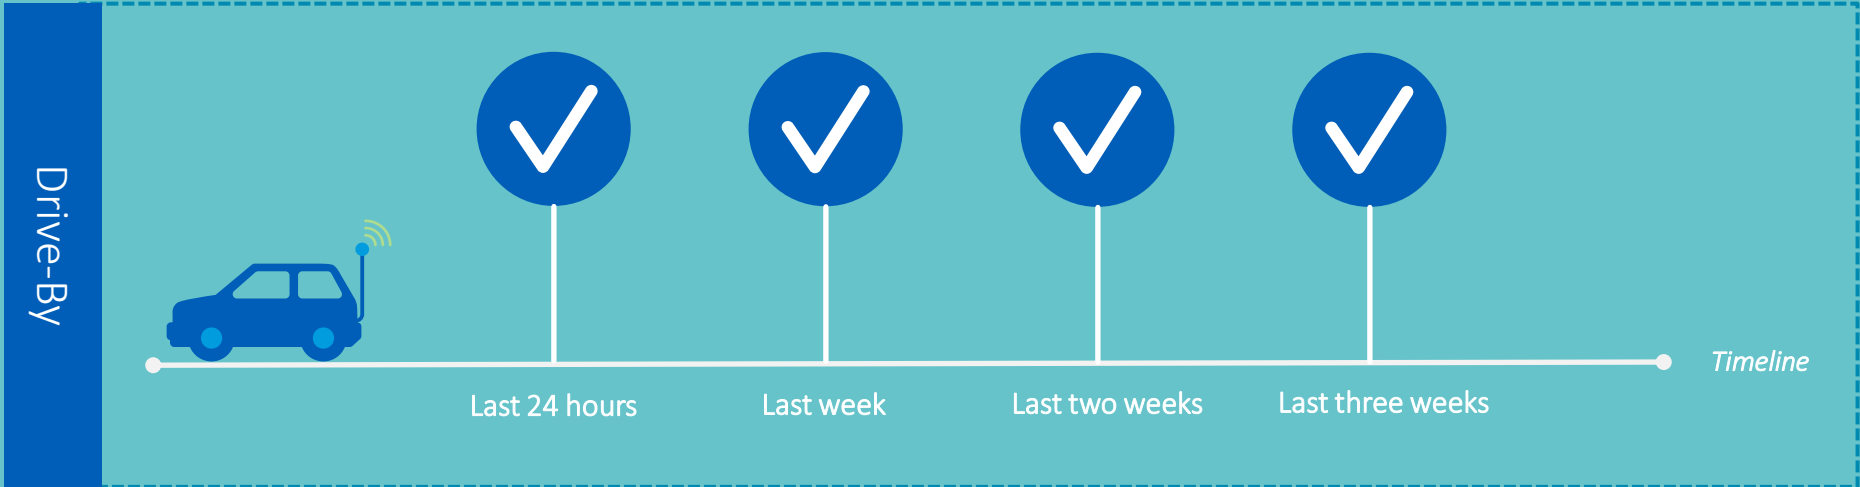 Drive-By
Timeline
Last 24 hours
Last week
Last two weeks
Last three weeks